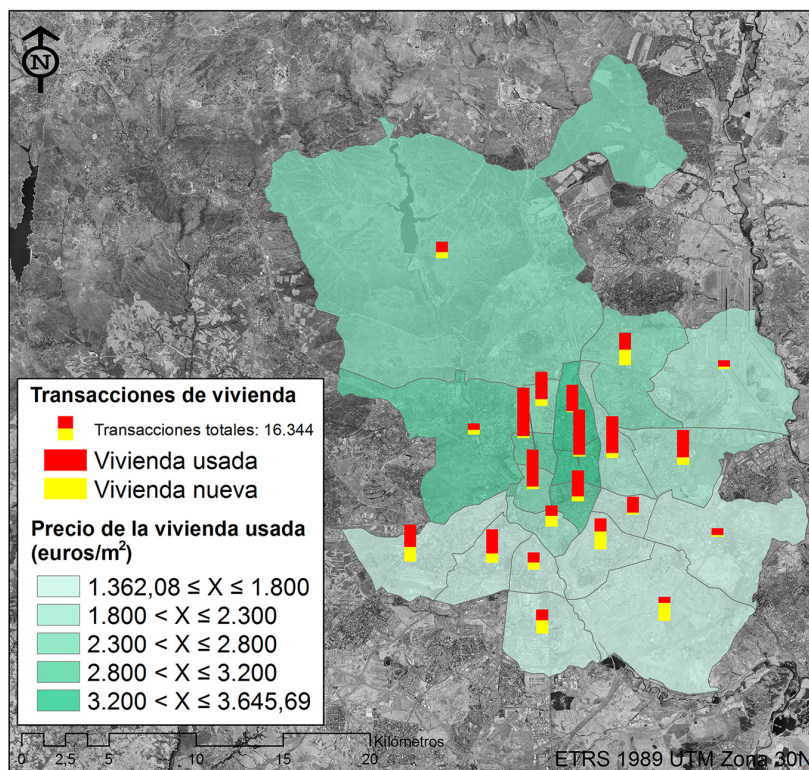 N
Transacciones de vivienda
Transacciones totales: 16.344
Vivienda usada
Vivienda nueva
Precio de la vivienda usada
(euros/m²)
1.362,08 ≤ X ≤ 1.800
1.800 < X ≤ 2.300
2.300 < X ≤ 2.800
2.800 < X ≤ 3.200
3.200 < X ≤ 3.645,69
Kilómetros
0 2,5 5 10 15 20
ETRS 1989 UTM Zona 30N